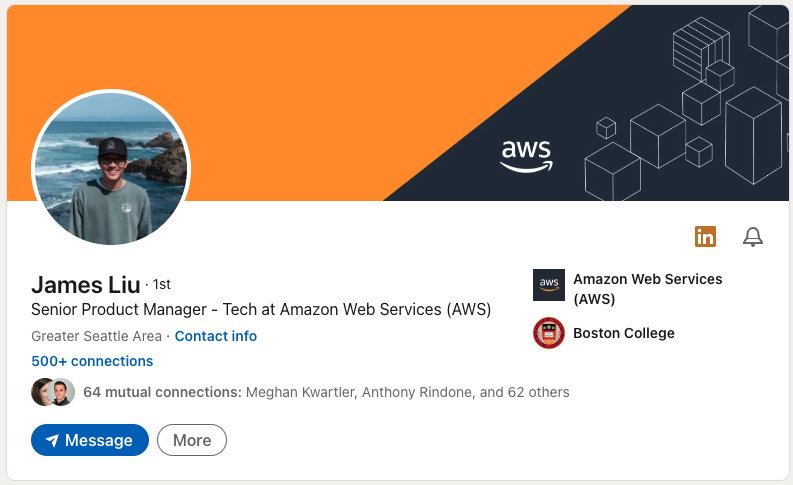 aws
in
James Liu · 1st
Senior Product Manager - Tech at Amazon Web Services (AWS)
Greater Seattle Area · Contact info
500+ connections
64 mutual connections: Meghan Kwartler, Anthony Rindone, and 62 others
Message
More
aws
Amazon Web Services
(AWS)
Boston College